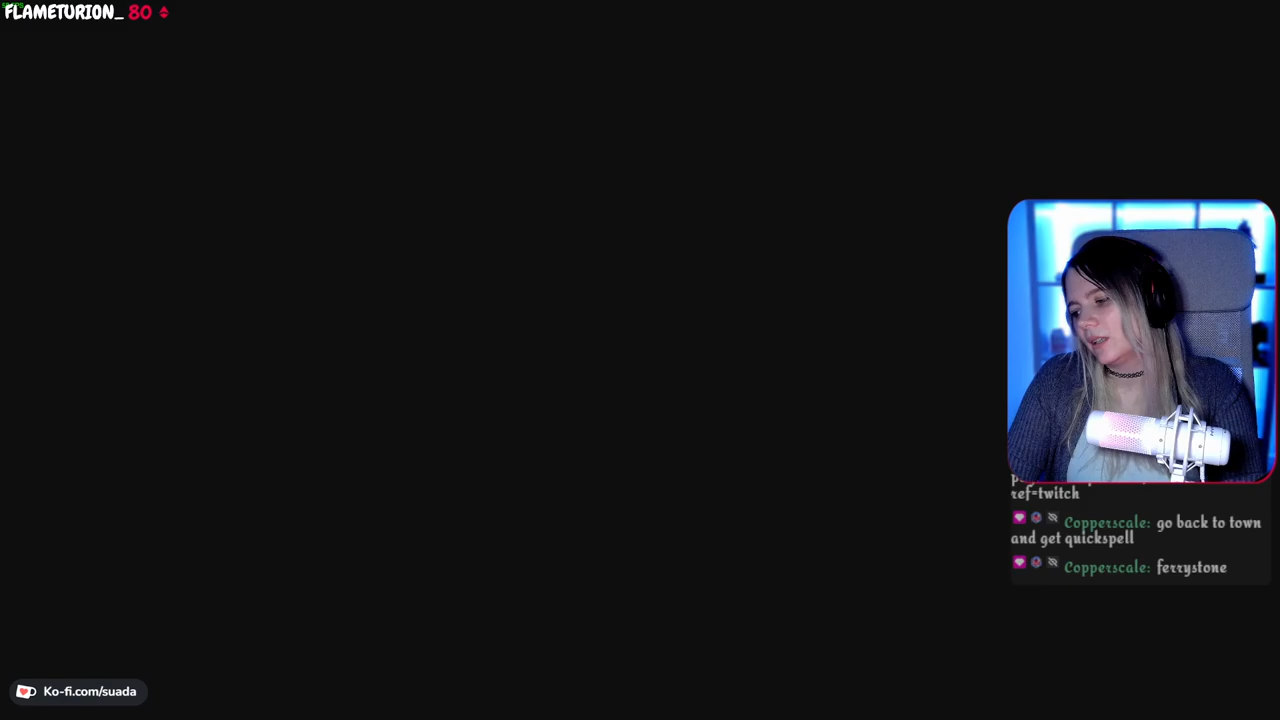 FLAMETURION_ 80
ref=twitch
Copperscale: go back to town
and get quickspell
Copperscale: ferrystone
Ko-fi.com/suada